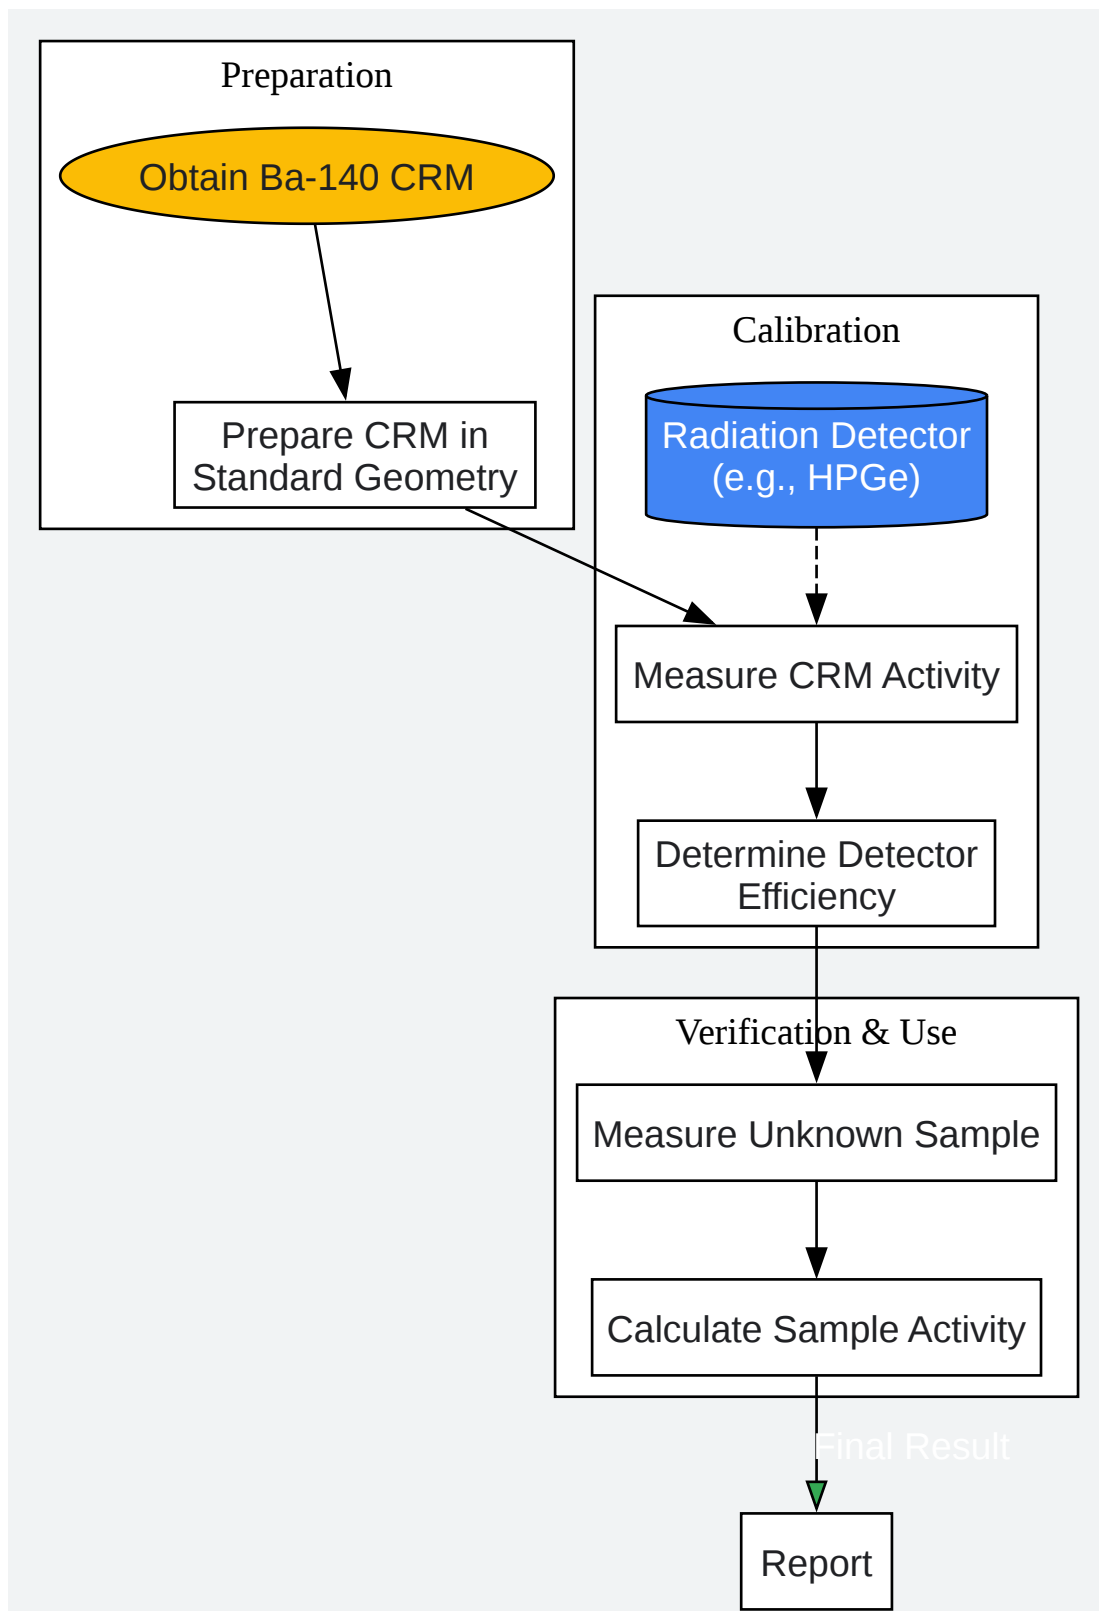 Preparation
Obtain Ba-140 CRM
Prepare CRM in
Standard Geometry
Calibration
Radiation Detector
(e.g., HPGe)
Measure CRM Activity
Determine Detector
Efficiency
Verification & Use
Measure Unknown Sample
Calculate Sample Activity
Final Result
Report